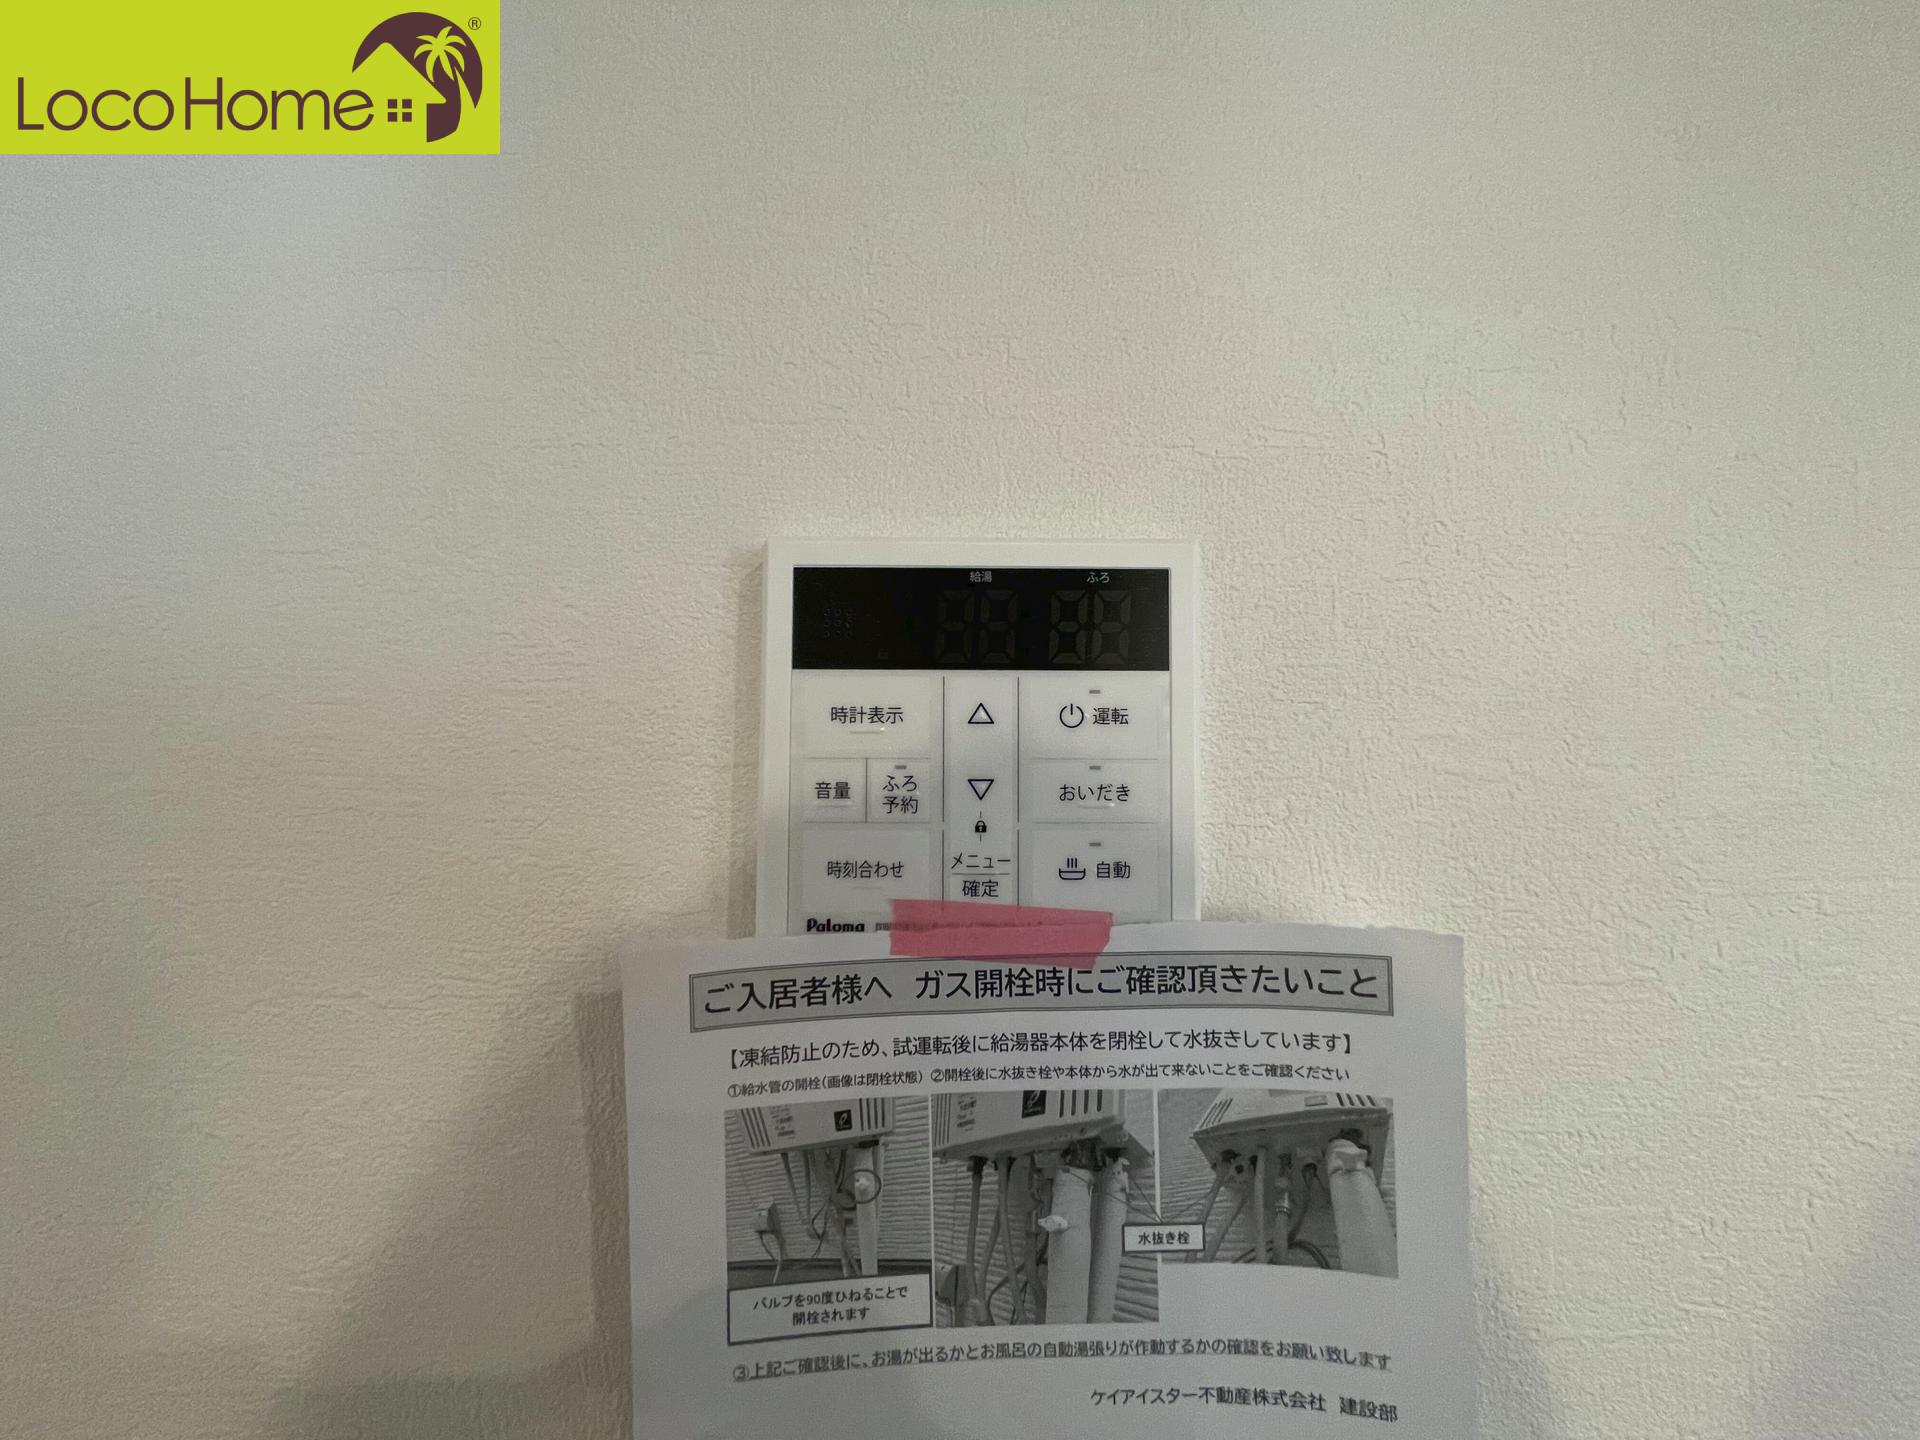 LocoHome ®
給湯 ふろ
時計表示
運転
音量
ふろ
予約
おいだき
時刻合わせ
メニュー
確定
自動
Paloma
ご入居者様へ ガス開栓時にご確認頂きたいこと
【凍結防止のため、試運転後に給湯器本体を閉栓して水抜きしています】
①給水管の開栓(画像は閉栓状態) ②開栓後に水抜き栓や本体から水が出て来ないことをご確認ください
水抜き栓
バルブを90度ひねることで
開栓されます
③上記ご確認後に、お湯が出るかとお風呂の自動湯張りが作動するかの確認をお願い致します
ケイアイスター不動産株式会社 建設部